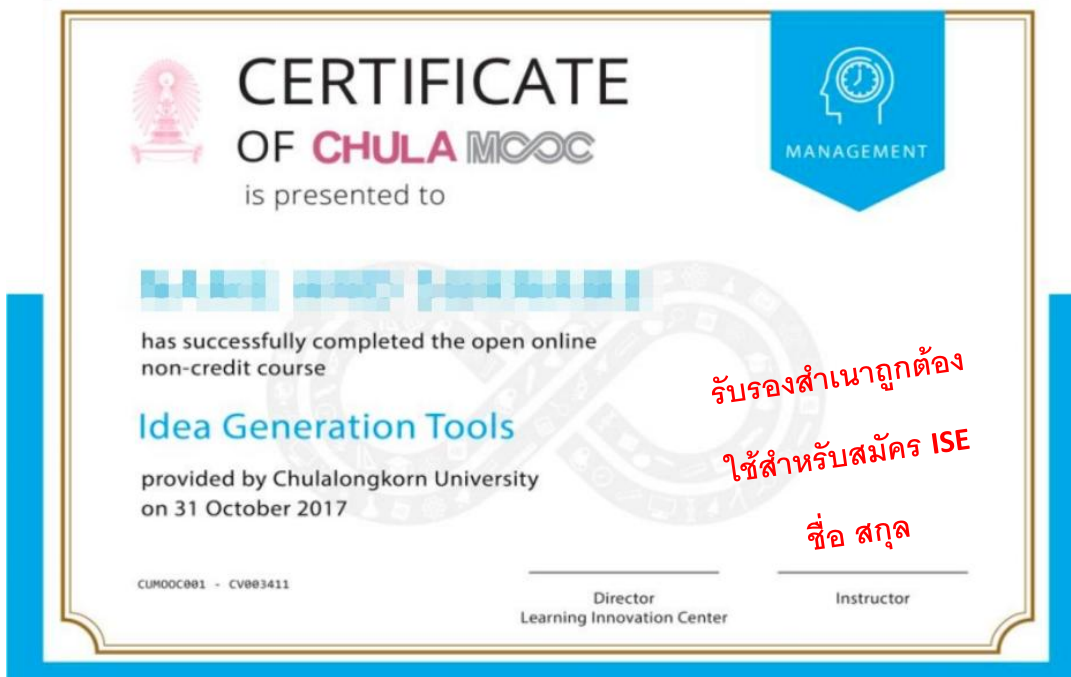 CERTIFICATE
OF CHULA MOOC
is presented to
MANAGEMENT
has successfully completed the open online
non-credit course
Idea Generation Tools
provided by Chulalongkorn University
on 31 October 2017
รับรองสำเนาถูกต้อง
ใช้สำหรับสมัคร ISE
ชื่อ สกุล
CUMOOC001 - CV003411
Director
Learning Innovation Center
Instructor